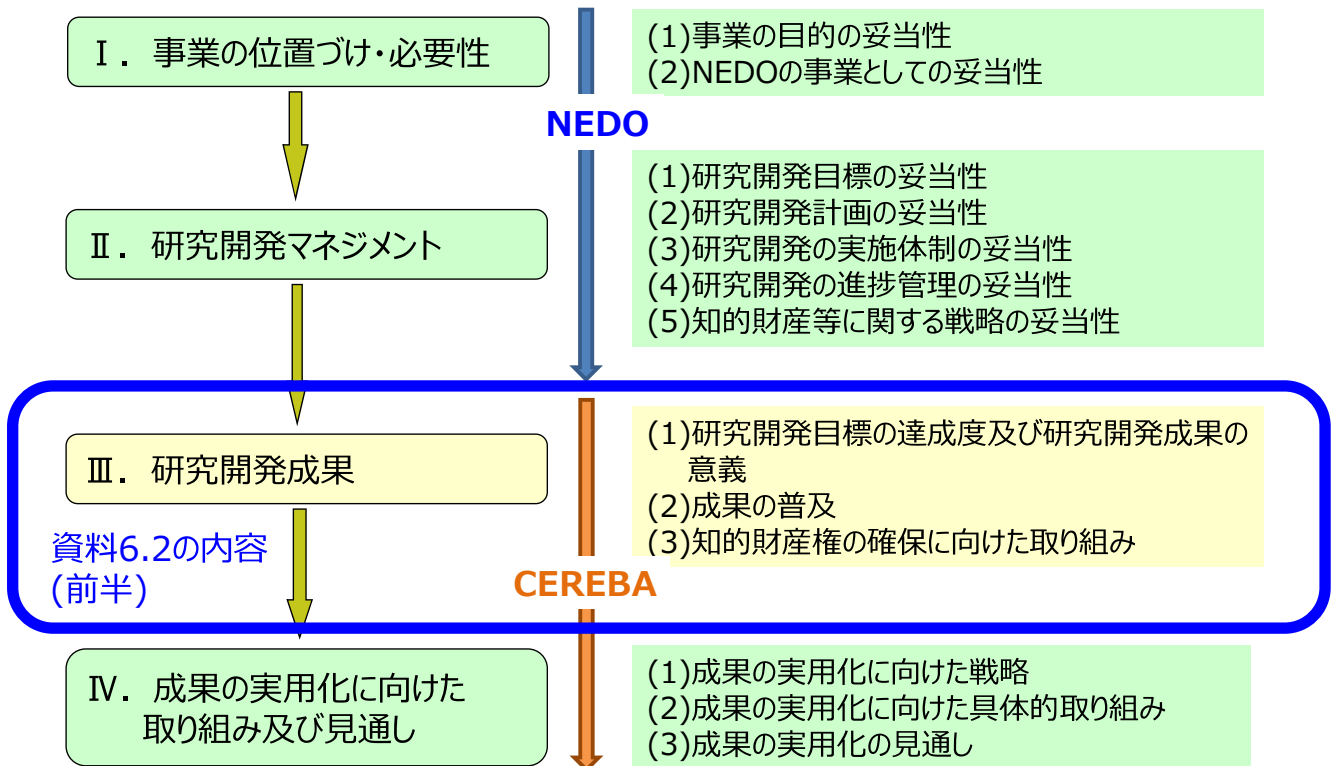 Ⅰ．事業の位置づけ・必要性
(1)事業の目的の妥当性
(2)NEDOの事業としての妥当性
NEDO
Ⅱ．研究開発マネジメント
(1)研究開発目標の妥当性
(2)研究開発計画の妥当性
(3)研究開発の実施体制の妥当性
(4)研究開発の進捗管理の妥当性
(5)知的財産等に関する戦略の妥当性
Ⅲ．研究開発成果
(1)研究開発目標の達成度及び研究開発成果の
意義
(2)成果の普及
(3)知的財産権の確保に向けた取り組み
資料6.2の内容
(前半)
CEREBA
Ⅳ．成果の実用化に向けた
取り組み及び見通し
(1)成果の実用化に向けた戦略
(2)成果の実用化に向けた具体的取り組み
(3)成果の実用化の見通し